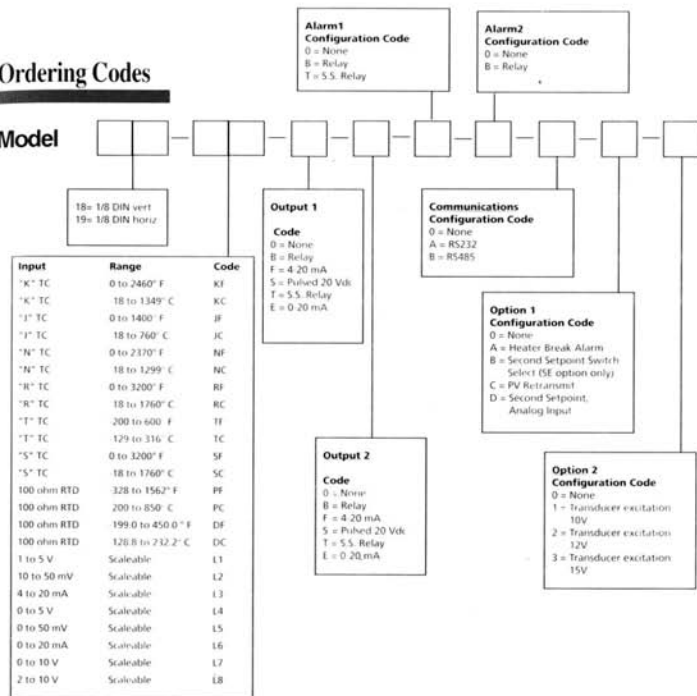 Ordering Codes
Model
Alarm1
Configuration Code
0 = None
B = Relay
T = S.S. Relay
Alarm2
Configuration Code
0 = None
B = Relay
18= 1/8 DIN vert
19= 1/8 DIN horiz
Output 1
Code
0 = None
B = Relay
F = 4-20 mA
S = Pulsed 20 Vdc
T = S.S. Relay
E = 0-20 mA
Communications
Configuration Code
0 = None
A = RS232
B = RS485
Input Range Code
"K" TC 0 to 2460° F KF
"K" TC 18 to 1349° C KC
"J" TC 0 to 1400° F JF
"J" TC 18 to 760° C JC
"N" TC 0 to 2370° F NF
"N" TC 18 to 1299° C NC
"R" TC 0 to 3200° F RF
"R" TC 18 to 1760° C RC
"T" TC 200 to 600 F TF
"T" TC 129 to 316° C TC
"S" TC 0 to 3200° F SF
"S" TC -18 to 1760° C SC
100 ohm RTD -328 to 1562° F PF
100 ohm RTD 200 to 850° C PC
100 ohm RTD 199.0 to 450.0 ° F DF
100 ohm RTD 128.8 to 232.2° C DC
1 to 5 V Scaleable L1
10 to 50 mV Scaleable L2
4 to 20 mA Scaleable L3
0 to 5 V Scaleable L4
0 to 50 mV Scaleable L5
0 to 20 mA Scaleable L6
0 to 10 V Scaleable L7
2 to 10 V Scaleable L8
Option 1
Configuration Code
0 = None
A = Heater Break Alarm
B = Second Setpoint Switch
Select (SE option only)
C = PV Retransmit
D = Second Setpoint,
Analog Input
Output 2
Code
0 = None
B = Relay
F = 4-20 mA
S = Pulsed 20 Vdc
T = S.S. Relay
E = 0-20 mA
Option 2
Configuration Code
0 = None
1 = Transducer excitation
10V
2 = Transducer excitation
12V
3 = Transducer excitation
15V